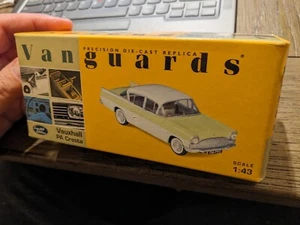 Vanguards
PRECISION DIE-CAST REPLICA
Vauxhall
PA Cresta
SCALE
1:43